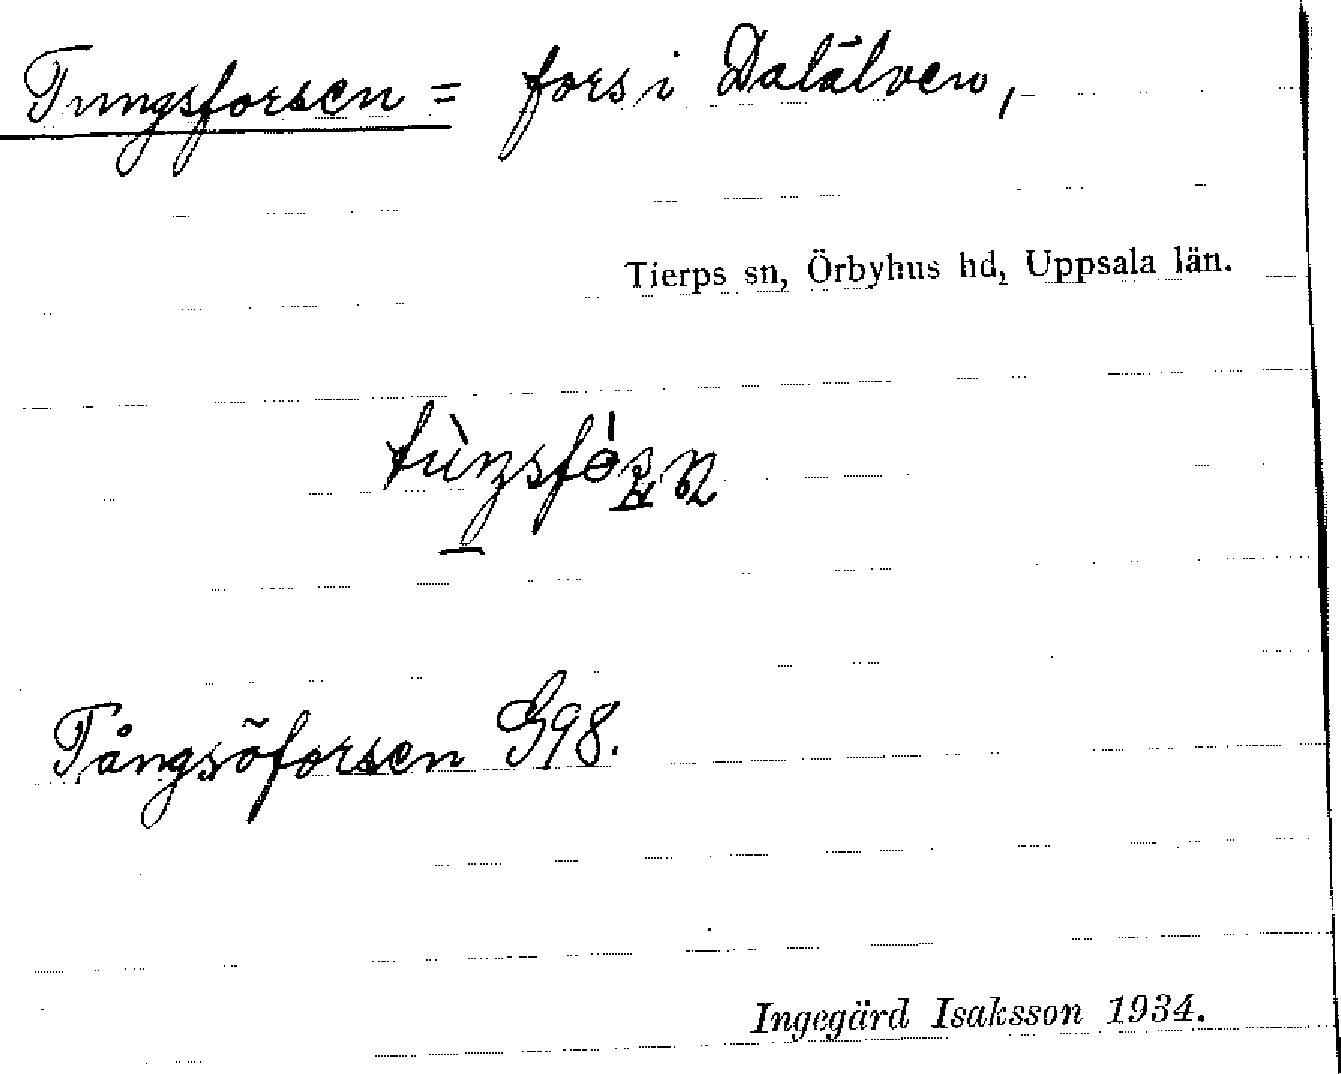 Tungsforsen = fors i Dalälven,
Tierps sn, Örbyhus hd, Uppsala län.
Tångsöforsen G98.
Ingegärd Isaksson 1934.